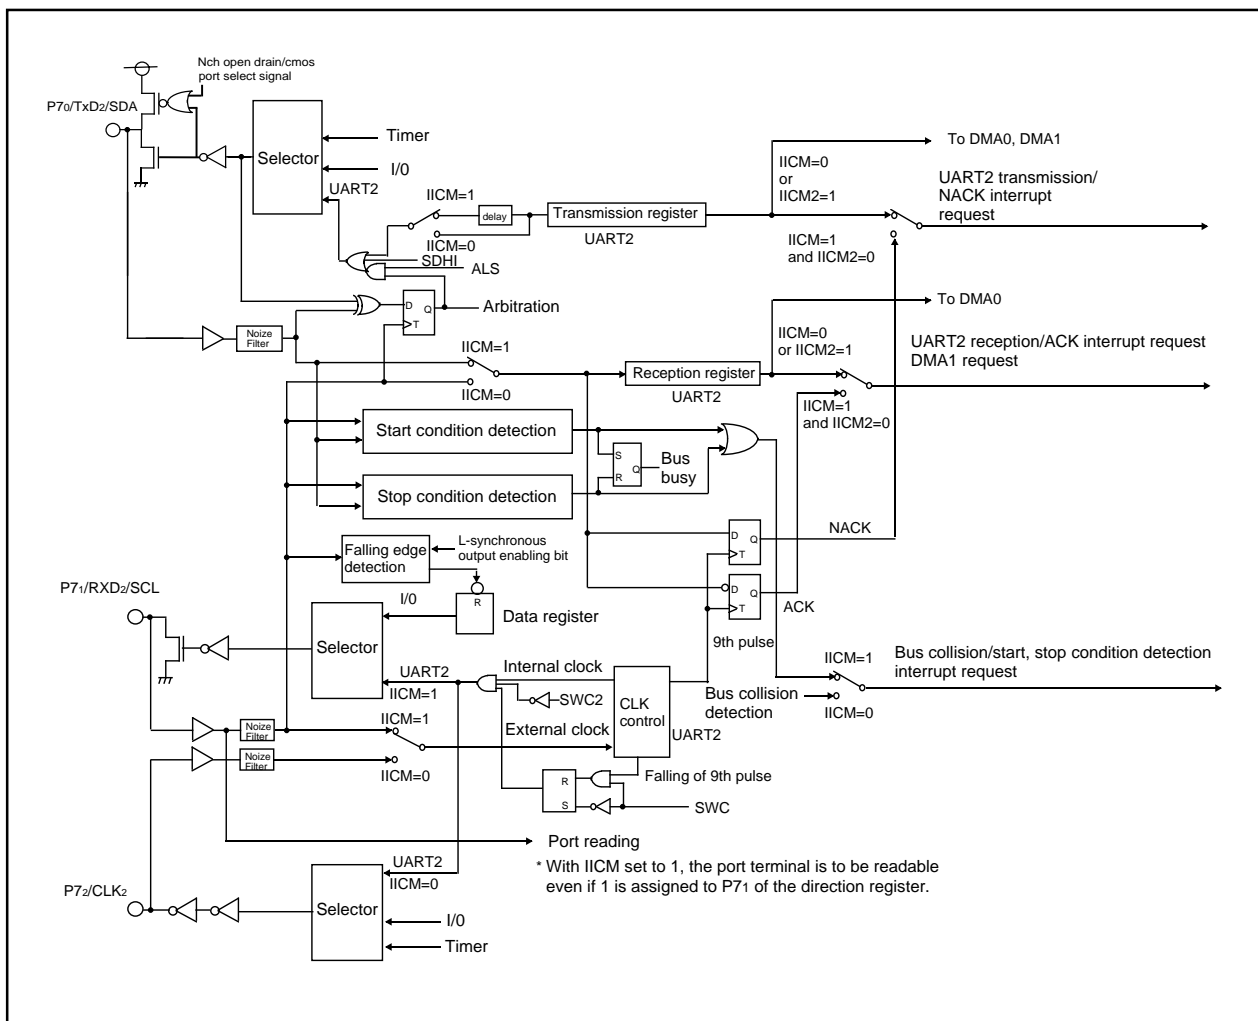 Nch open drain/cmos
port select signal
P70/TxD2/SDA
Selector
Timer
I/0
UART2
IICM=1
delay
IICM=0
SDHI
ALS
Transmission register
UART2
To DMA0, DMA1
IICM=0
or
IICM2=1
UART2 transmission/
NACK interrupt
request
IICM=1
and IICM2=0
D
Q
T
Arbitration
Noize
Filter
IICM=1
IICM=0
Reception register
UART2
To DMA0
IICM=0
or IICM2=1
UART2 reception/ACK interrupt request
DMA1 request
IICM=1
and IICM2=0
Start condition detection
S
Q
R
Bus
busy
Stop condition detection
NACK
D
Q
T
Falling edge
detection
L-synchronous
output enabling bit
D
Q
T
ACK
9th pulse
P71/RXD2/SCL
I/0
R
Data register
Selector
UART2
IICM=1
Internal clock
SWC2
External clock
CLK
control
UART2
Bus collision
detection
IICM=1
IICM=0
Bus collision/start, stop condition detection
interrupt request
Noize
Filter
IICM=1
Noize
Filter
IICM=0
R
S
Falling of 9th pulse
SWC
Port reading
* With IICM set to 1, the port terminal is to be readable
even if 1 is assigned to P71 of the direction register.
P72/CLK2
UART2
IICM=0
Selector
I/0
Timer